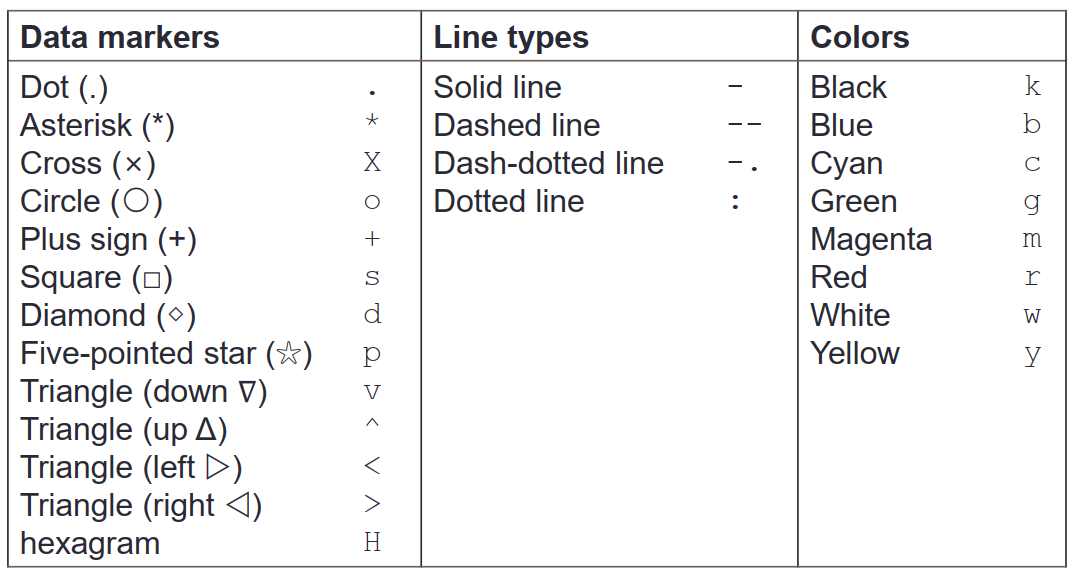 Data markers Line types Colors
Dot (.) . Solid line - Black k
Asterisk (*) * Dashed line -- Blue b
Cross (×) X Dash-dotted line -. Cyan c
Circle (○) o Dotted line : Green g
Plus sign (+) + Magenta m
Square (□) s Red r
Diamond (◇) d White w
Five-pointed star (☆) p Yellow y
Triangle (down ∇) v
Triangle (up Δ) ^
Triangle (left ▷) <
Triangle (right ◁) >
hexagram H